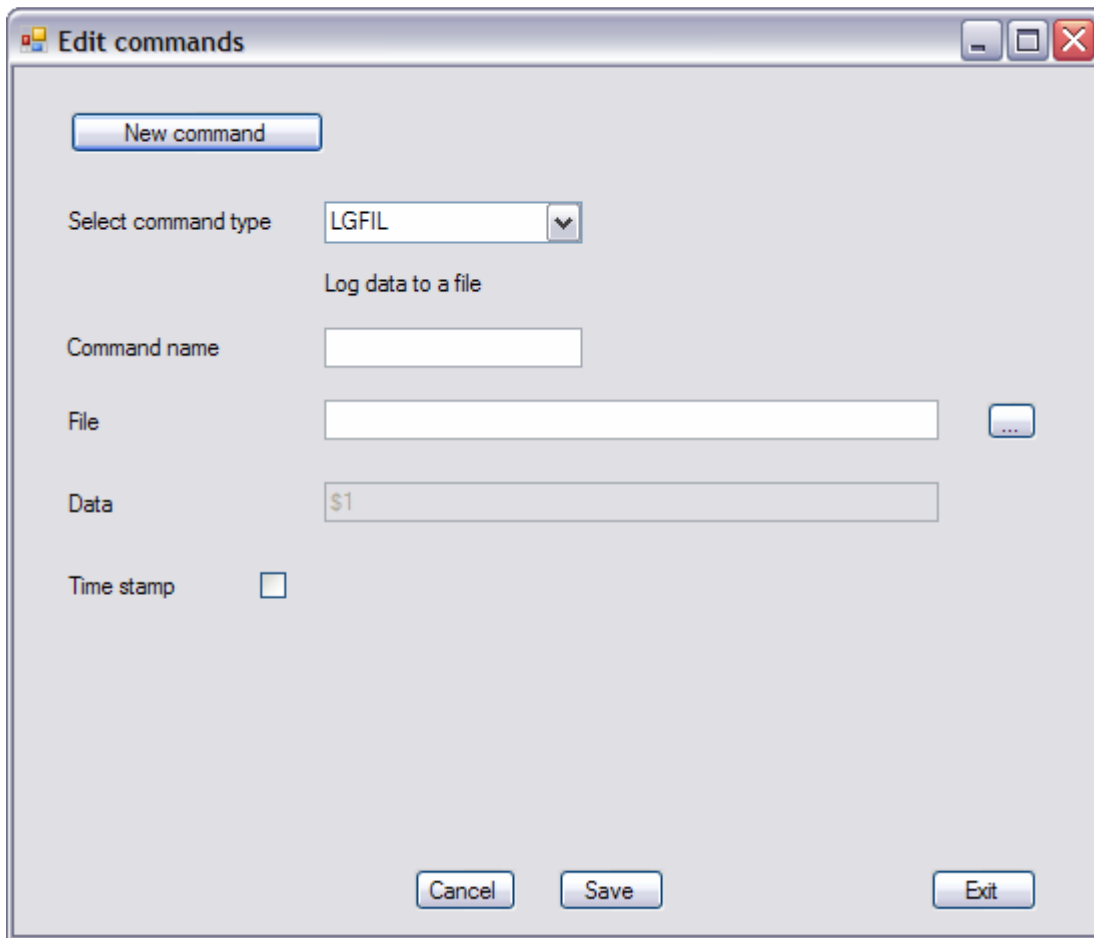 Edit commands
New command
Select command type LGFIL
Log data to a file
Command name
File ...
Data $1
Time stamp
Cancel Save Exit